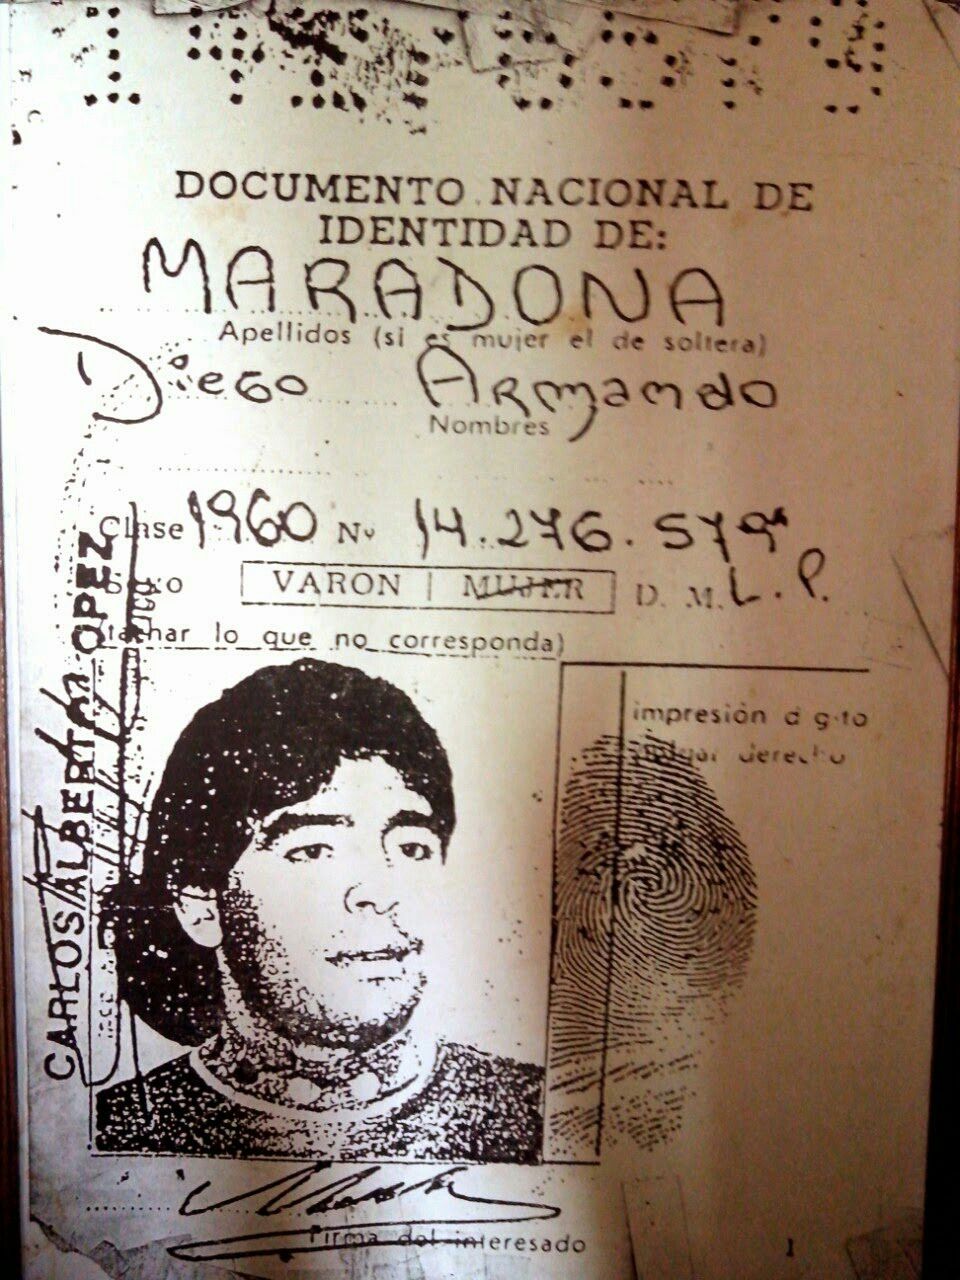 DOCUMENTO NACIONAL DE
IDENTIDAD DE:
MARADONA
Apellidos (si es mujer el de soltera)
Diego Armando
Nombres
Clase 1960 Nº 14.276.579
VARON | MUJER D. M. L. P.
(tachar lo que no corresponda)
impresión digito
pulgar derecho
CARLOS ALBERTO LOPEZ
Firma del interesado
1